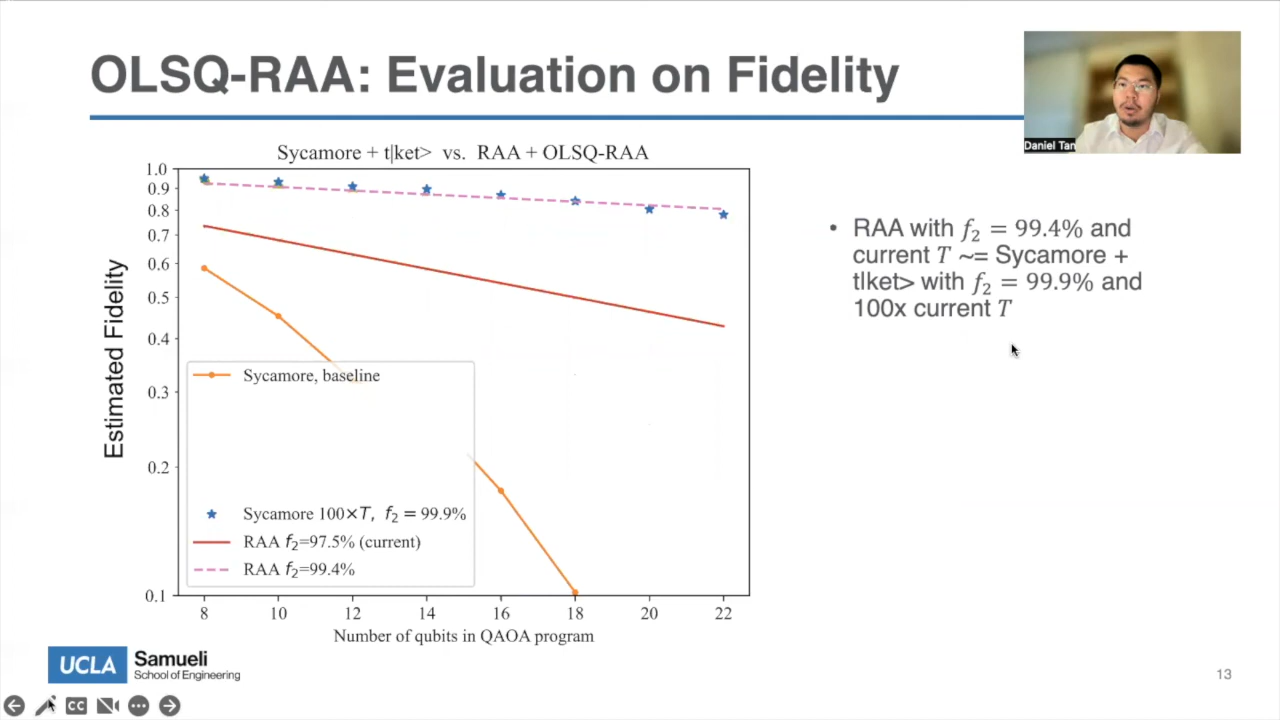 OLSQ-RAA: Evaluation on Fidelity
Daniel Tan
Sycamore + t|ket> vs. RAA + OLSQ-RAA
1.0
0.9
0.8
0.7
0.6
0.5
0.4
0.3
0.2
0.1
Estimated Fidelity
Sycamore, baseline
Sycamore 100×T, f₂ = 99.9%
RAA f₂=97.5% (current)
RAA f₂=99.4%
8 10 12 14 16 18 20 22
Number of qubits in QAOA program
• RAA with f₂ = 99.4% and
current T ~= Sycamore +
t|ket> with f₂ = 99.9% and
100x current T
UCLA Samueli
School of Engineering
13
CC